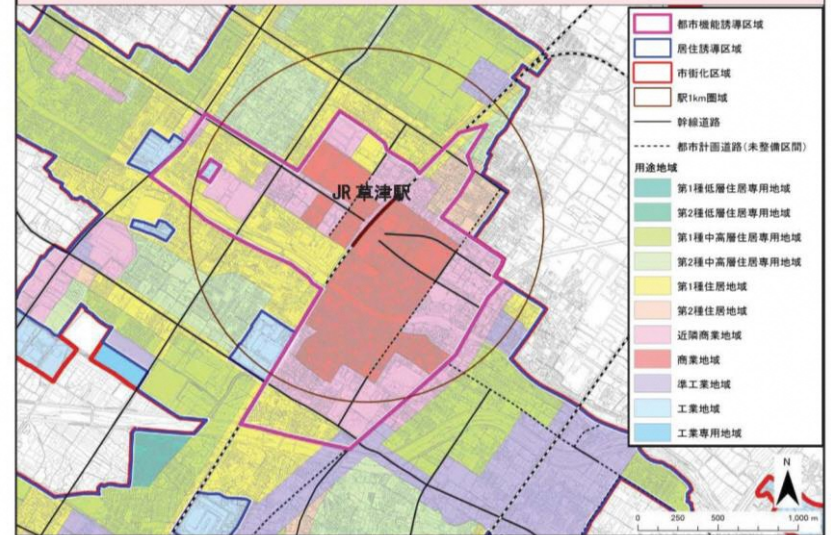 都市機能誘導区域
居住誘導区域
市街化区域
駅1km圏域
幹線道路
都市計画道路(未整備区間)
用途地域
第1種低層住居専用地域
第2種低層住居専用地域
第1種中高層住居専用地域
第2種中高層住居専用地域
第1種住居地域
第2種住居地域
近隣商業地域
商業地域
準工業地域
工業地域
工業専用地域
JR 草津駅
N
0 250 500 1,000 m